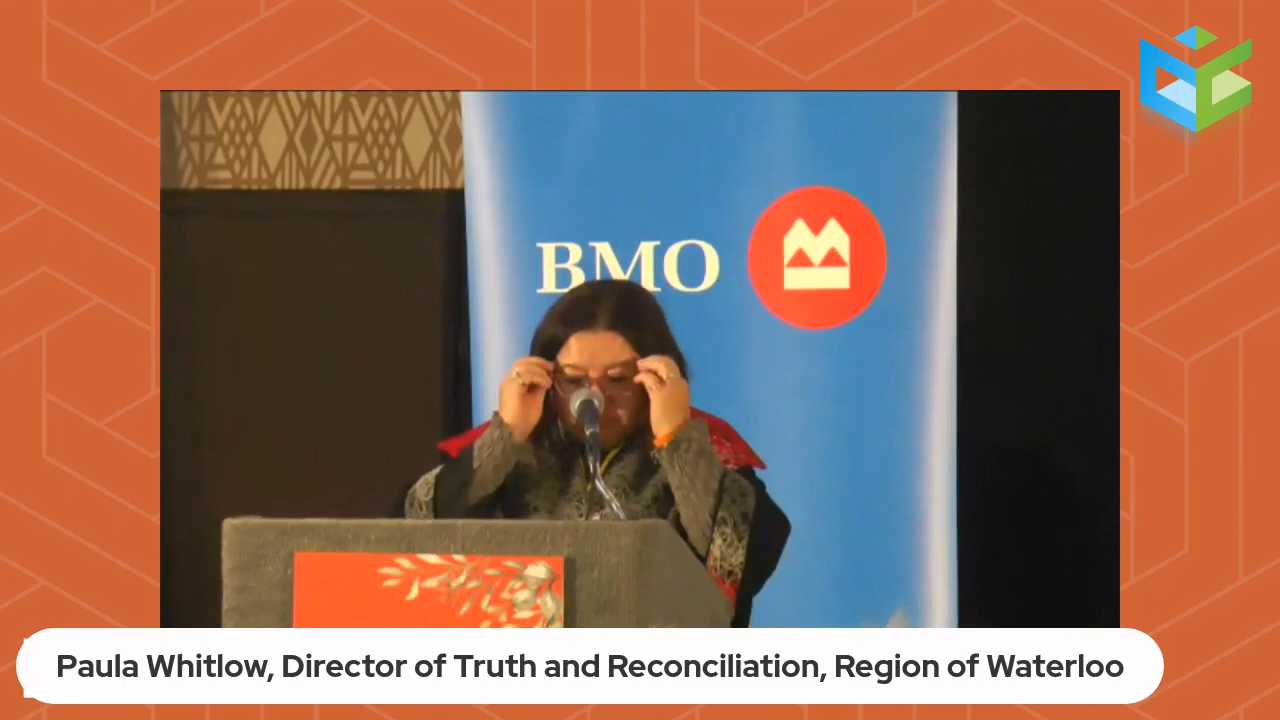 BMO
Paula Whitlow, Director of Truth and Reconciliation, Region of Waterloo